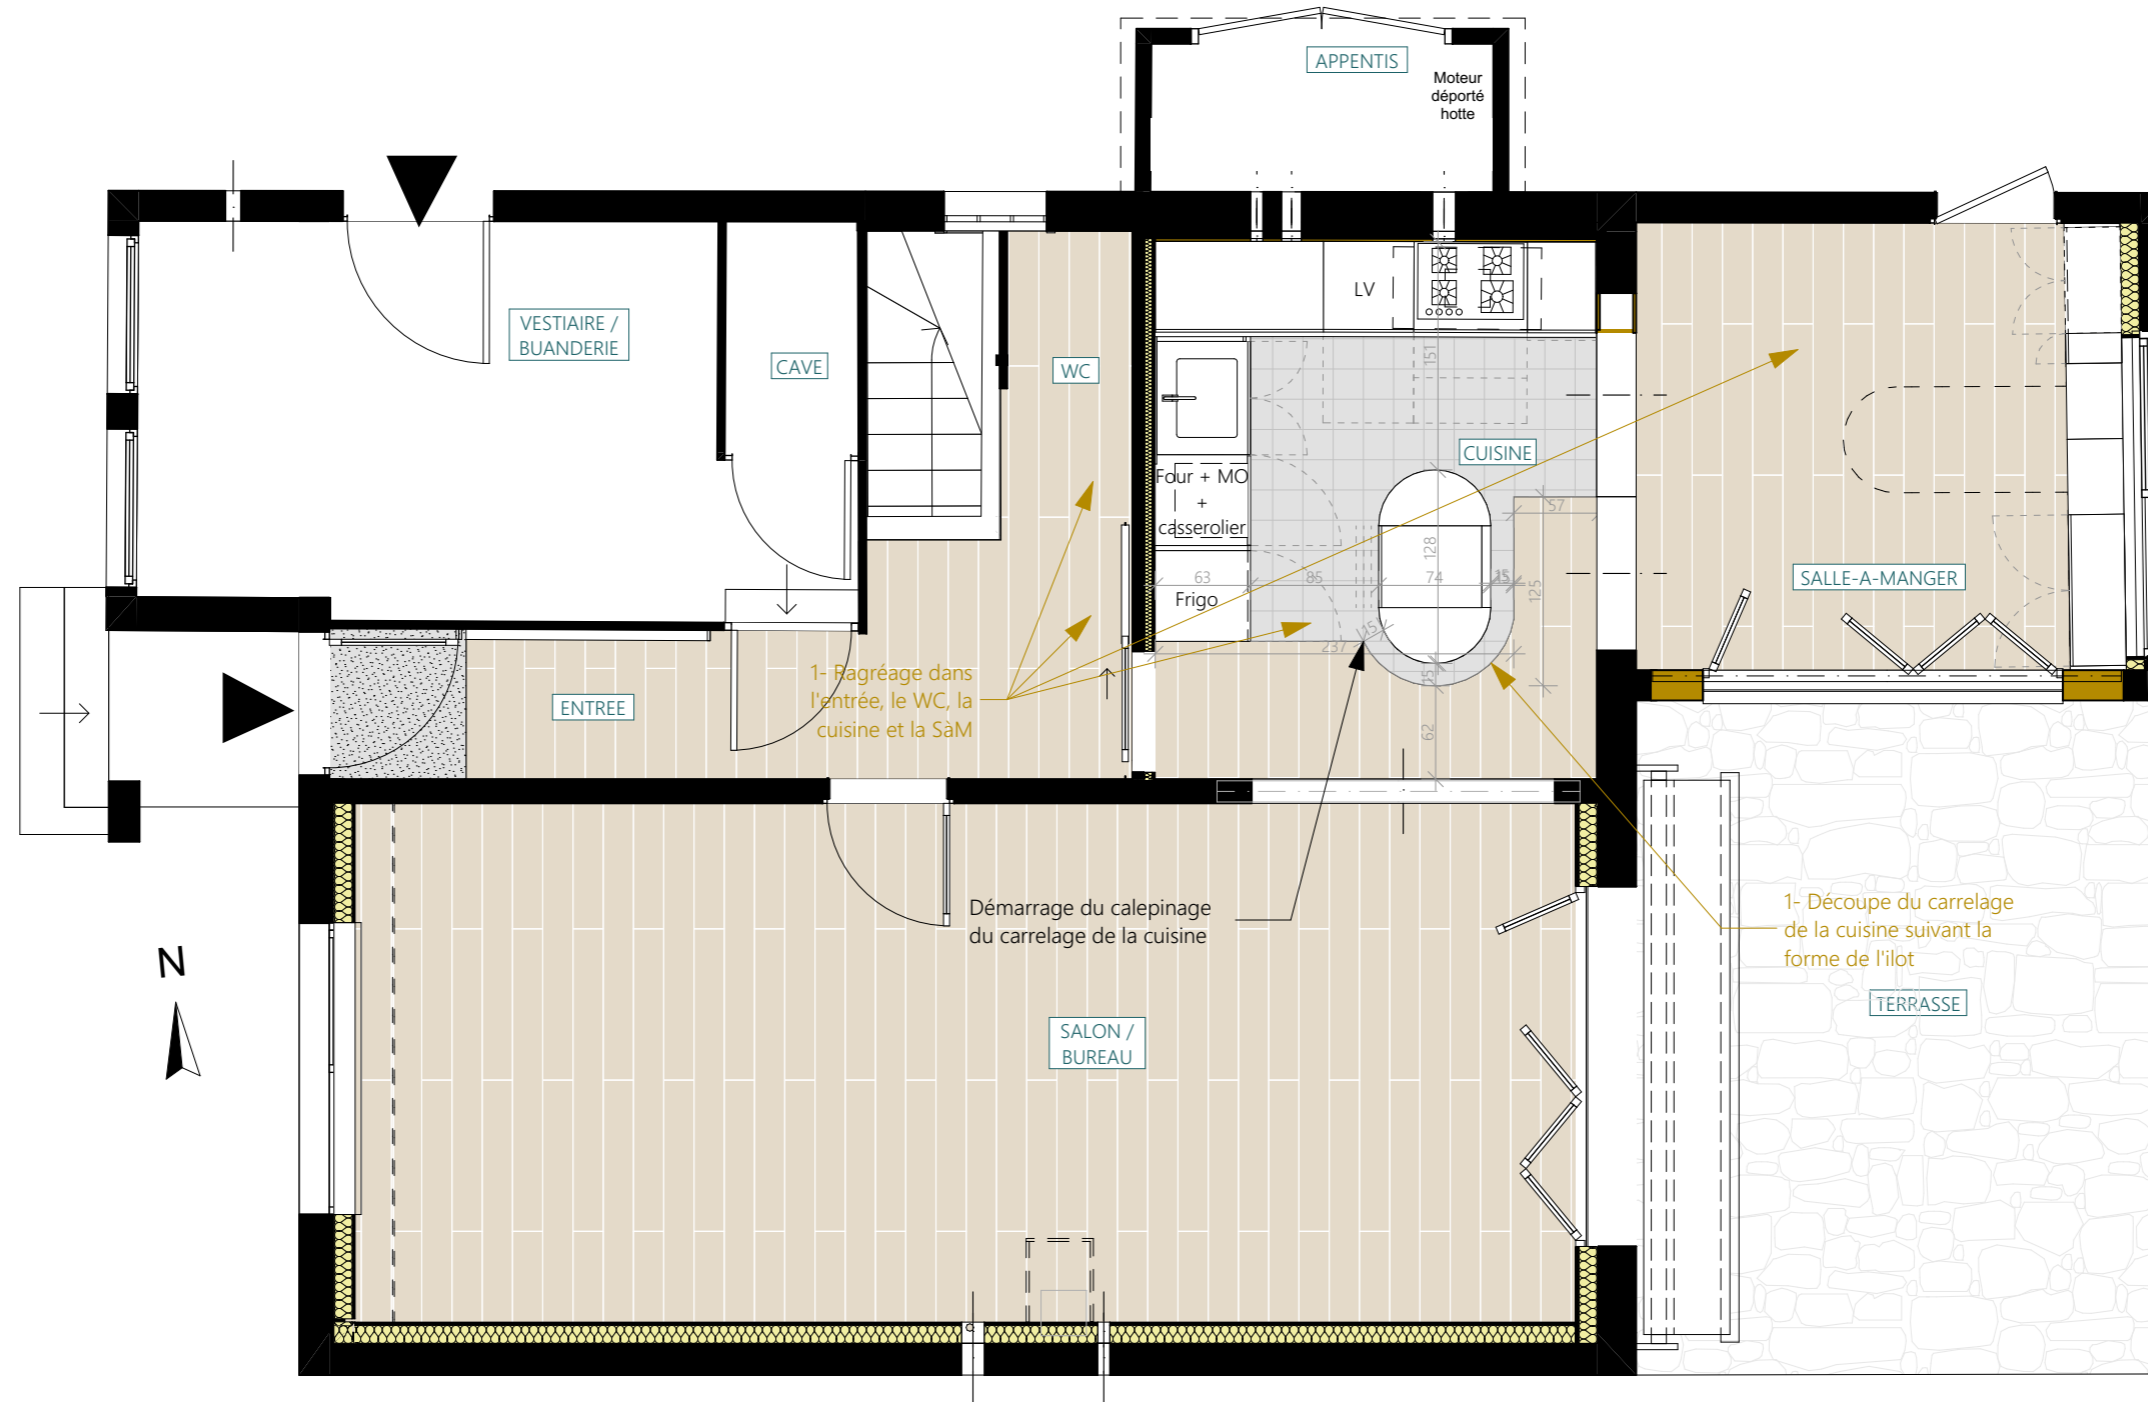 APPENTIS
Moteur
déporté
hotte
VESTIAIRE /
BUANDERIE
CAVE
WC
LV
151
CUISINE
Four + MO
+
casserolier
57
128
63
85
74
15
125
Frigo
15
237
15
62
SALLE-A-MANGER
1- Ragréage dans
l'entrée, le WC, la
cuisine et la SàM
ENTREE
Démarrage du calepinage
du carrelage de la cuisine
1- Découpe du carrelage
de la cuisine suivant la
forme de l'ilot
N
SALON /
BUREAU
TERRASSE